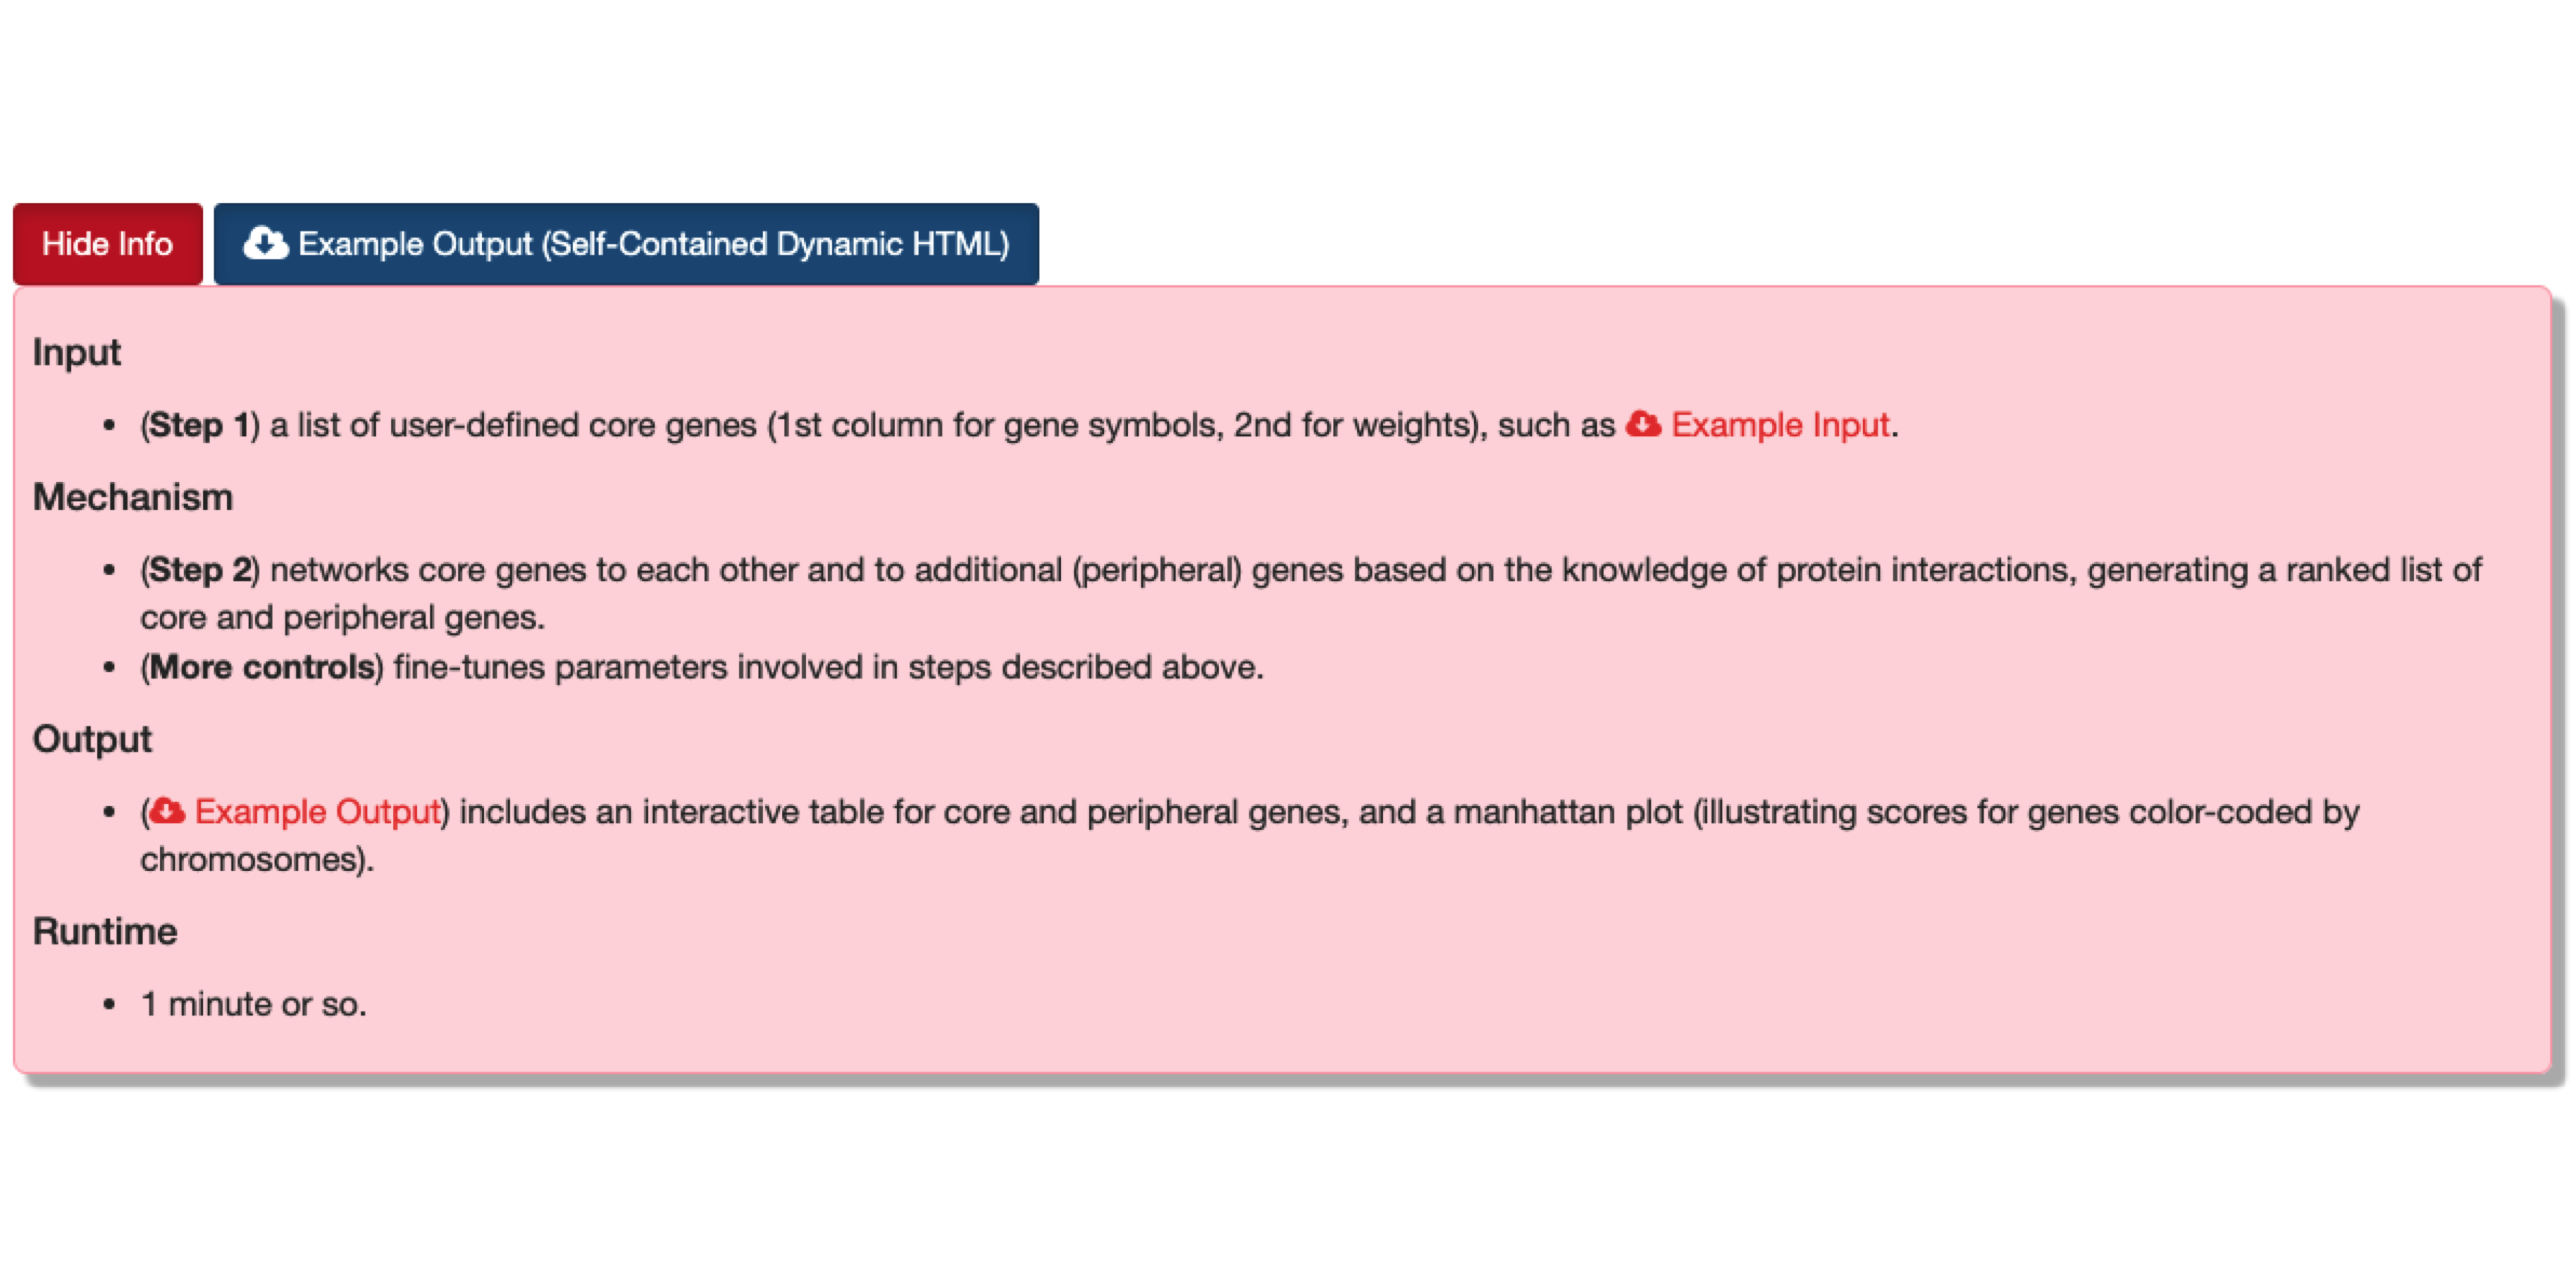 Hide Info
Example Output (Self-Contained Dynamic HTML)
Input
• (Step 1) a list of user-defined core genes (1st column for gene symbols, 2nd for weights), such as Example Input.
Mechanism
• (Step 2) networks core genes to each other and to additional (peripheral) genes based on the knowledge of protein interactions, generating a ranked list of
core and peripheral genes.
• (More controls) fine-tunes parameters involved in steps described above.
Output
• (Example Output) includes an interactive table for core and peripheral genes, and a manhattan plot (illustrating scores for genes color-coded by
chromosomes).
Runtime
• 1 minute or so.